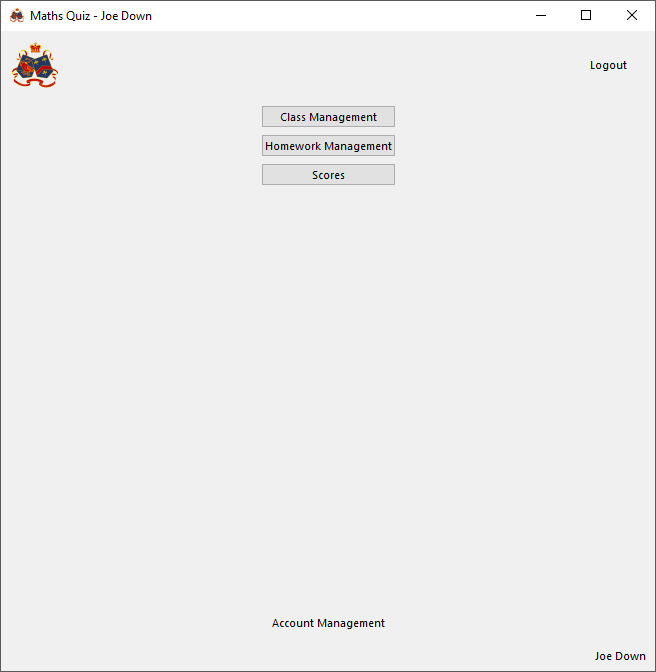 Maths Quiz - Joe Down
Logout
Class Management
Homework Management
Scores
Account Management
Joe Down